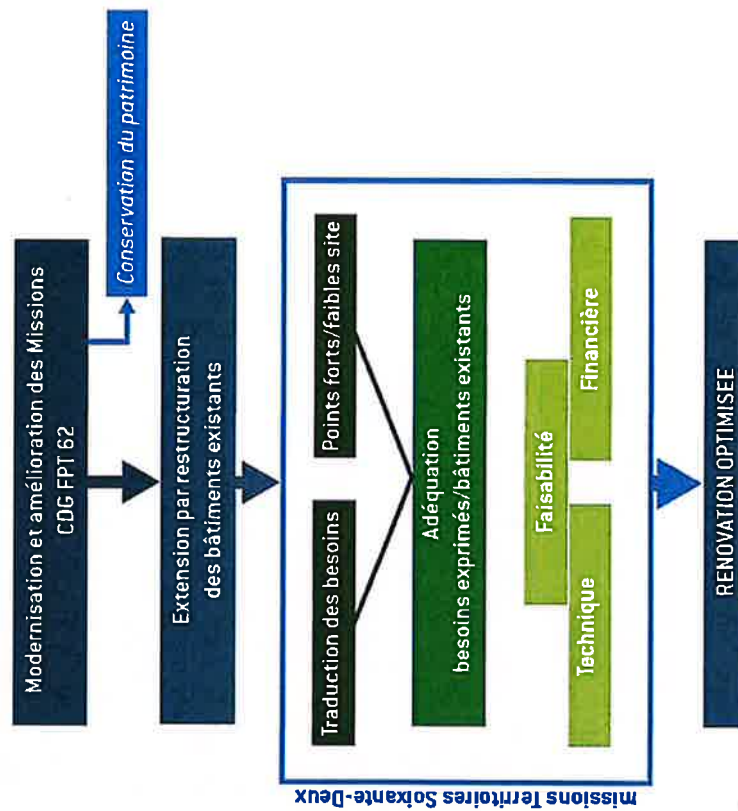 Modernisation et amélioration des Missions
CDG FPT 62
Conservation du patrimoine
Extension par restructuration
des bâtiments existants
missions Territoires Soixante-Deux
Traduction des besoins
Points forts/faibles site
Adéquation
besoins exprimés/bâtiments existants
Faisabilité
Technique
Financière
RENOVATION OPTIMISEE